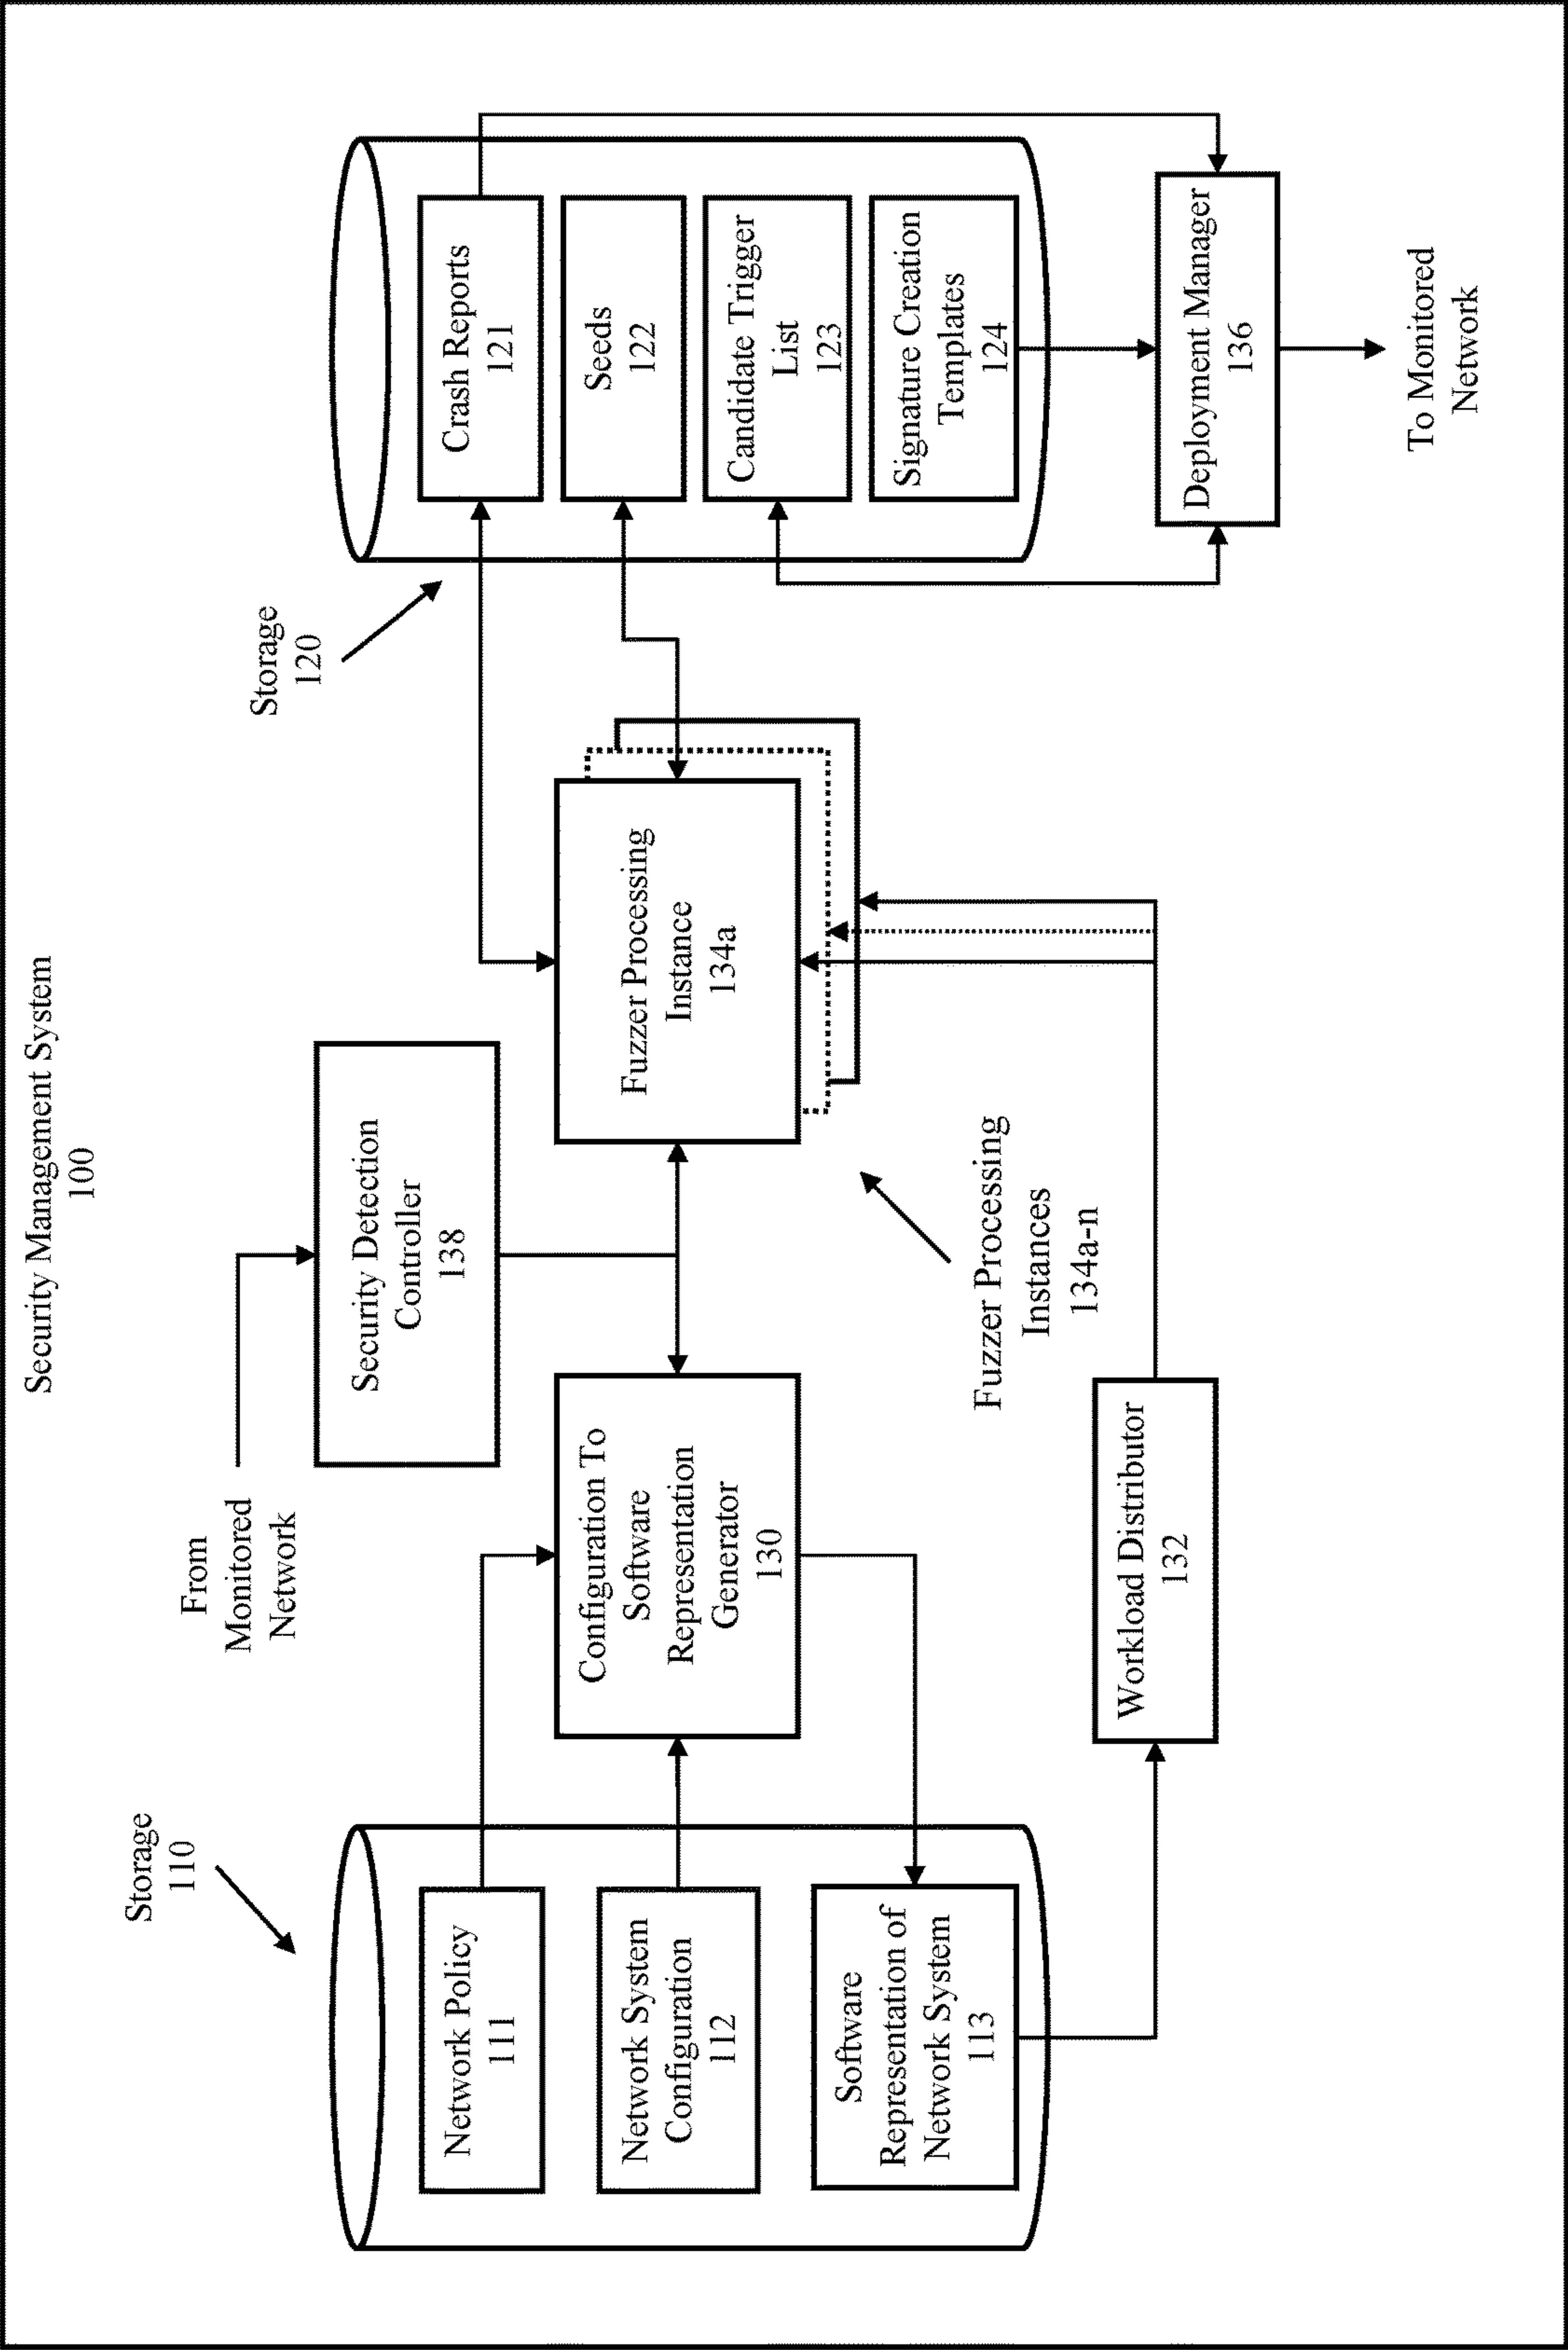 Security Management System
100
Storage
110
Network Policy
111
Network System
Configuration
112
Software
Representation of
Network System
113
From
Monitored
Network
Security Detection
Controller
138
Configuration To
Software
Representation
Generator
130
Workload Distributor
132
Fuzzer Processing
Instance
134a
Fuzzer Processing
Instances
134a-n
Storage
120
Crash Reports
121
Seeds
122
Candidate Trigger
List
123
Signature Creation
Templates
124
Deployment Manager
136
To Monitored
Network